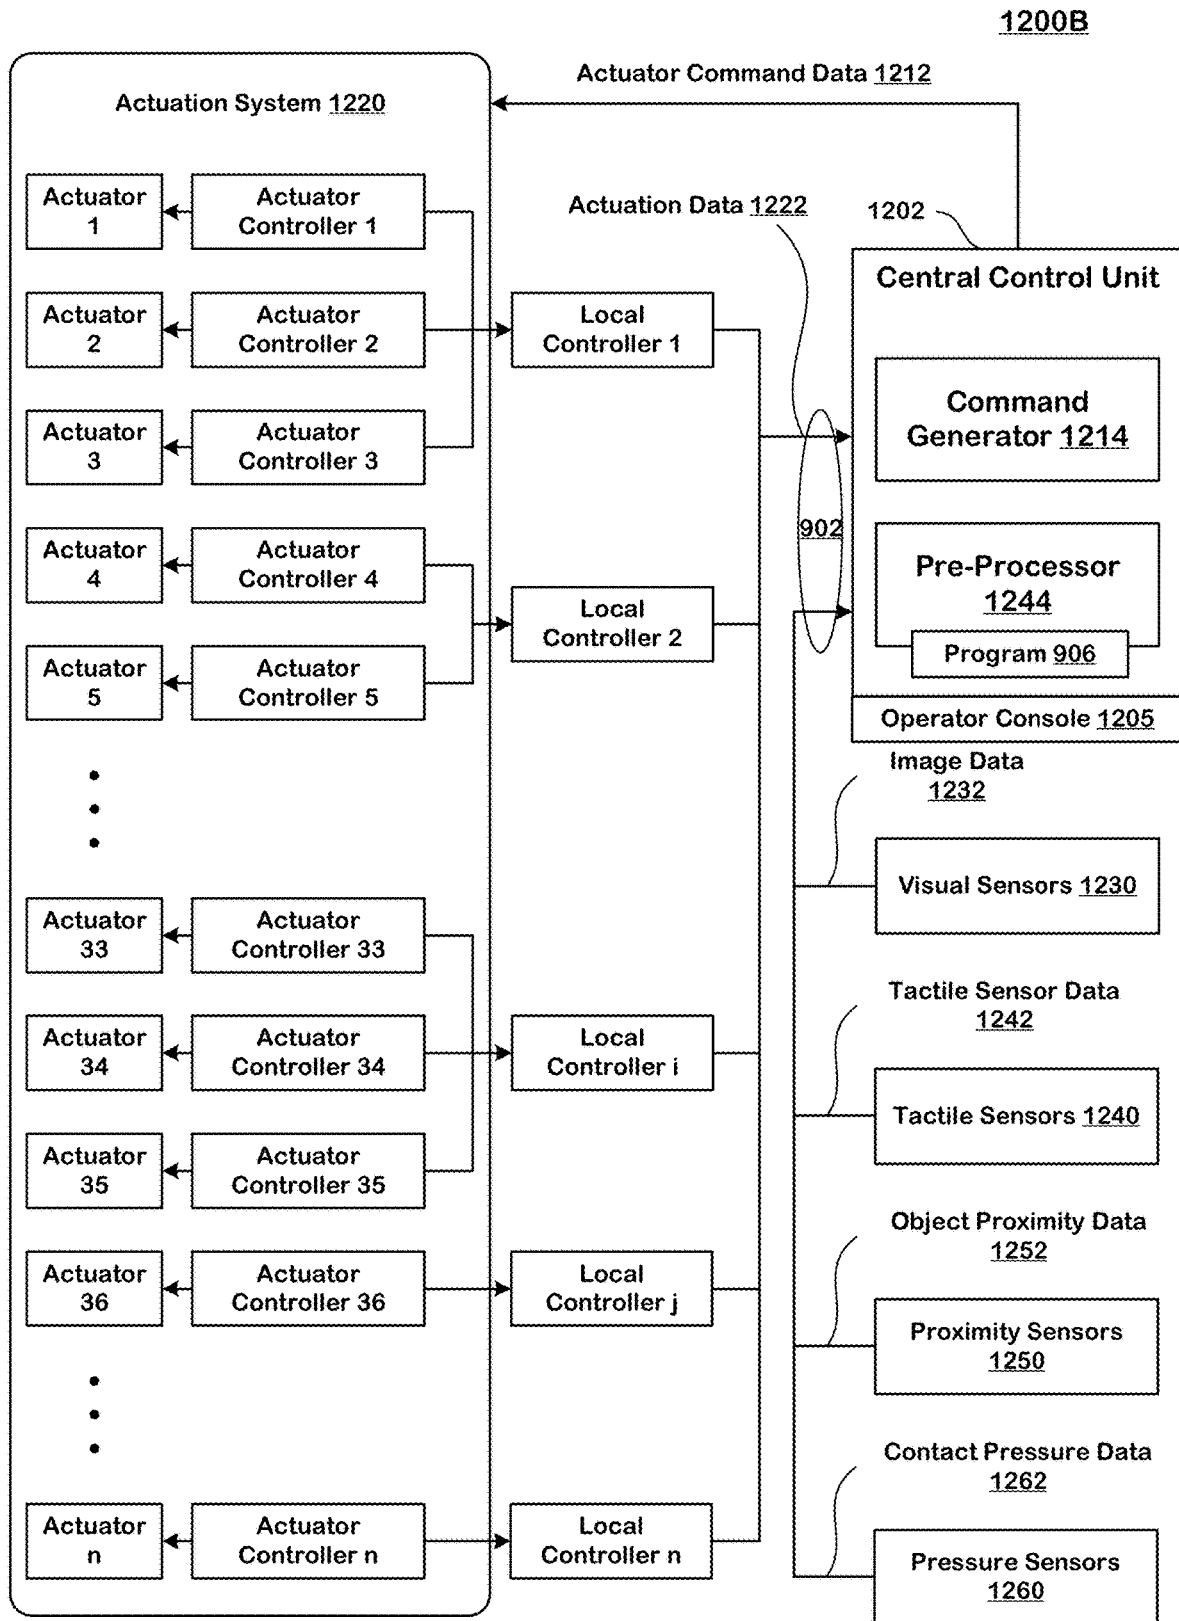 1200B
Actuator Command Data 1212
Actuation System 1220
Actuation Data 1222
1202
Actuator
1
Actuator
Controller 1
Actuator
2
Actuator
Controller 2
Local
Controller 1
Actuator
3
Actuator
Controller 3
Actuator
4
Actuator
Controller 4
Local
Controller 2
Actuator
5
Actuator
Controller 5
Actuator
33
Actuator
Controller 33
Actuator
34
Actuator
Controller 34
Local
Controller i
Actuator
35
Actuator
Controller 35
Actuator
36
Actuator
Controller 36
Local
Controller j
Actuator
n
Actuator
Controller n
Local
Controller n
902
Central Control Unit
Command
Generator 1214
Pre-Processor
1244
Program 906
Operator Console 1205
Image Data
1232
Visual Sensors 1230
Tactile Sensor Data
1242
Tactile Sensors 1240
Object Proximity Data
1252
Proximity Sensors
1250
Contact Pressure Data
1262
Pressure Sensors
1260